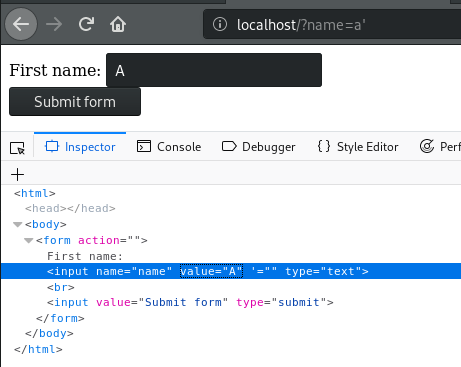 localhost/?name=a'
First name: A
Submit form
Inspector Console Debugger {} Style Editor Perf
+
<html>
<head></head>
<body>
<form action="">
First name:
<input name="name" value="A" '="" type="text">
<br>
<input value="Submit form" type="submit">
</form>
</body>
</html>